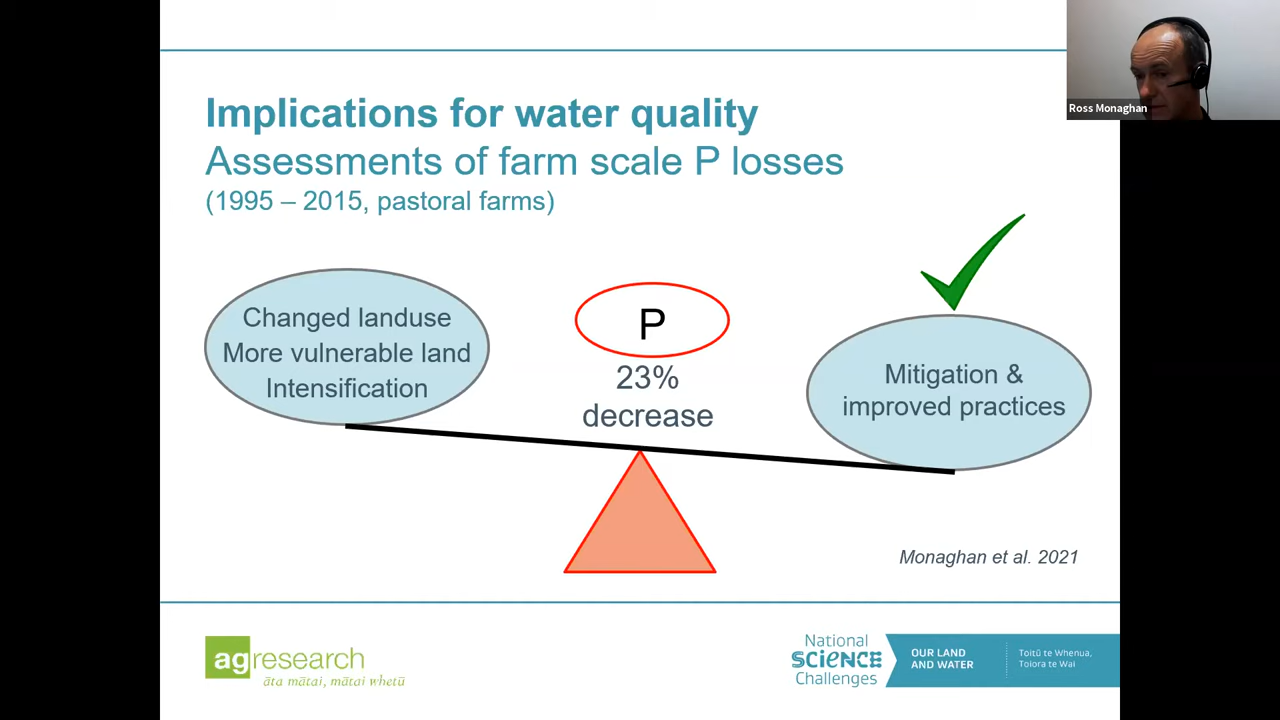 Ross Monaghan
Implications for water quality
Assessments of farm scale P losses
(1995 – 2015, pastoral farms)
Changed landuse
More vulnerable land
Intensification
P
23%
decrease
Mitigation &
improved practices
Monaghan et al. 2021
agresearch
āta mātai, mātai whetū
National
SCiENCE
Challenges
OUR LAND
AND WATER
Toitū te Whenua,
Toiora te Wai